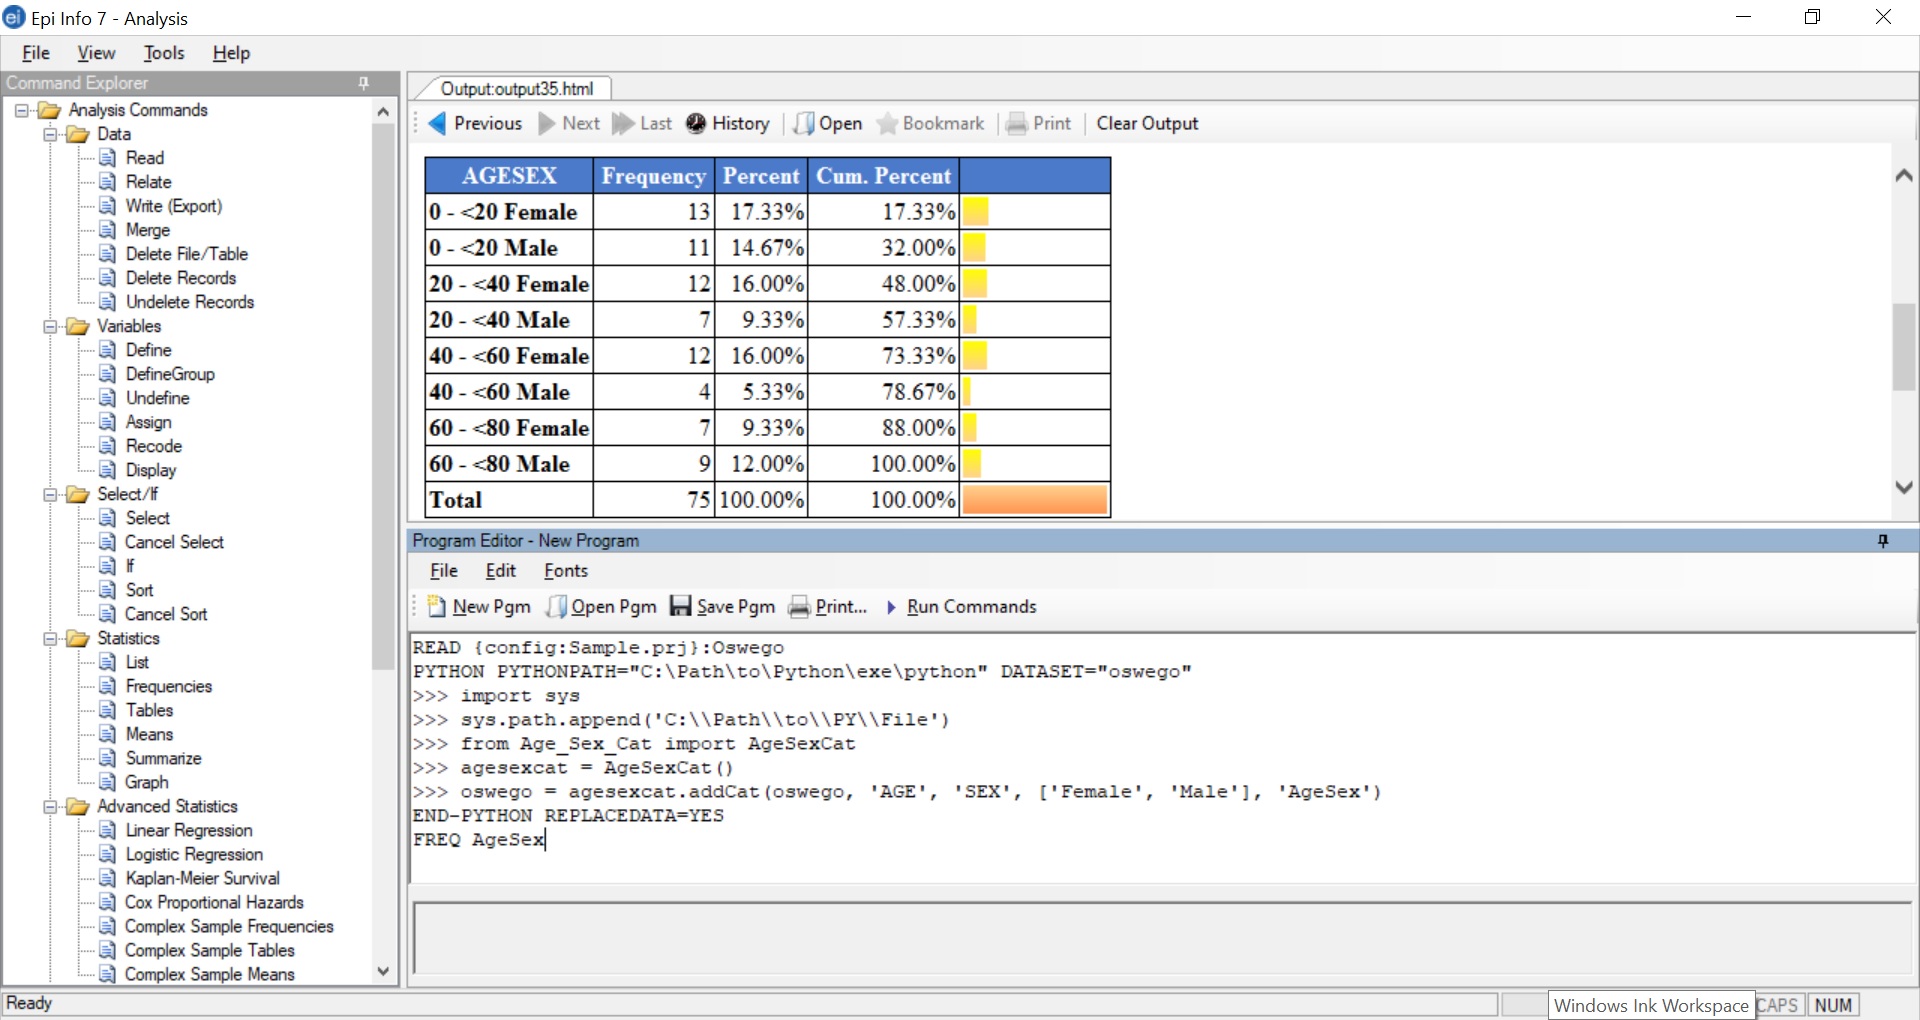 Epi Info 7 - Analysis
File View Tools Help
Command Explorer
Analysis Commands
Data
Read
Relate
Write (Export)
Merge
Delete File/Table
Delete Records
Undelete Records
Variables
Define
DefineGroup
Undefine
Assign
Recode
Display
Select/If
Select
Cancel Select
If
Sort
Cancel Sort
Statistics
List
Frequencies
Tables
Means
Summarize
Graph
Advanced Statistics
Linear Regression
Logistic Regression
Kaplan-Meier Survival
Cox Proportional Hazards
Complex Sample Frequencies
Complex Sample Tables
Complex Sample Means
Output:output35.html
Previous Next Last History Open Bookmark Print Clear Output
AGESEX Frequency Percent Cum. Percent
0 - <20 Female 13 17.33% 17.33%
0 - <20 Male 11 14.67% 32.00%
20 - <40 Female 12 16.00% 48.00%
20 - <40 Male 7 9.33% 57.33%
40 - <60 Female 12 16.00% 73.33%
40 - <60 Male 4 5.33% 78.67%
60 - <80 Female 7 9.33% 88.00%
60 - <80 Male 9 12.00% 100.00%
Total 75 100.00% 100.00%
Program Editor - New Program
File Edit Fonts
New Pgm Open Pgm Save Pgm Print... Run Commands
READ {config:Sample.prj}:Oswego
PYTHON PYTHONPATH="C:\Path\to\Python\exe\python" DATASET="oswego"
>>> import sys
>>> sys.path.append('C:\\Path\\to\\PY\\File')
>>> from Age_Sex_Cat import AgeSexCat
>>> agesexcat = AgeSexCat()
>>> oswego = agesexcat.addCat(oswego, 'AGE', 'SEX', ['Female', 'Male'], 'AgeSex')
END-PYTHON REPLACEDATA=YES
FREQ AgeSex
Ready Windows Ink Workspace CAPS NUM